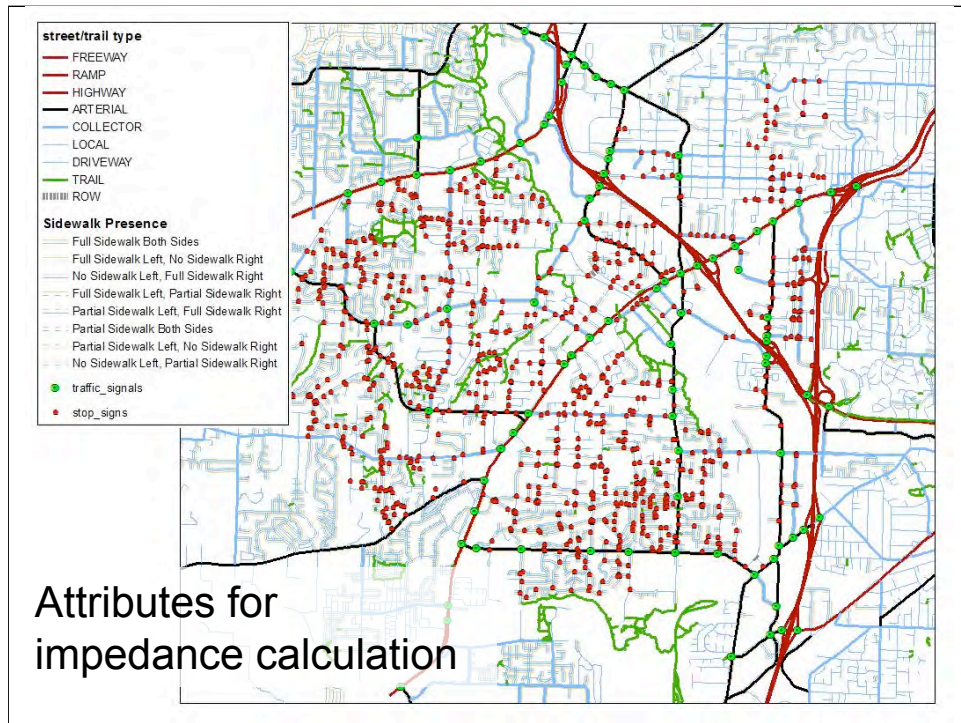 street/trail type
FREEWAY
RAMP
HIGHWAY
ARTERIAL
COLLECTOR
LOCAL
DRIVEWAY
TRAIL
ROW
Sidewalk Presence
Full Sidewalk Both Sides
Full Sidewalk Left, No Sidewalk Right
No Sidewalk Left, Full Sidewalk Right
Full Sidewalk Left, Partial Sidewalk Right
Partial Sidewalk Left, Full Sidewalk Right
Partial Sidewalk Both Sides
Partial Sidewalk Left, No Sidewalk Right
No Sidewalk Left, Partial Sidewalk Right
traffic_signals
stop_signs
Attributes for
impedance calculation